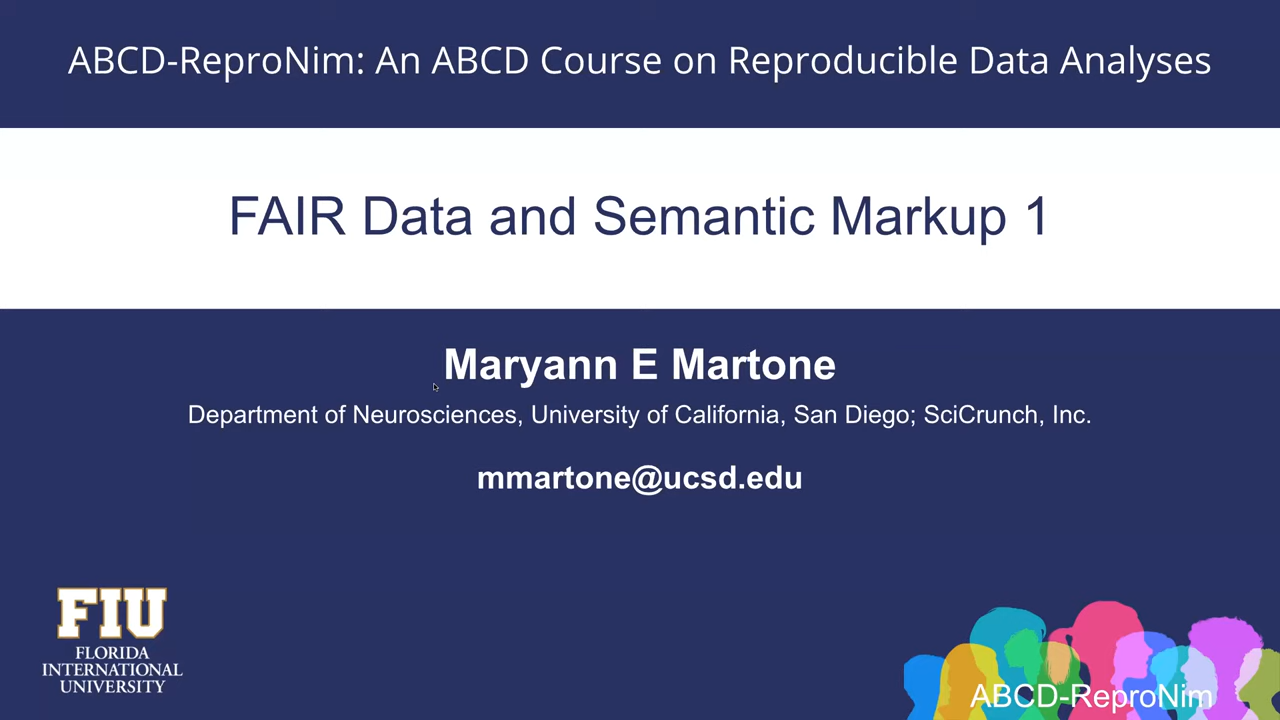 ABCD-ReproNim: An ABCD Course on Reproducible Data Analyses
FAIR Data and Semantic Markup 1
Maryann E Martone
Department of Neurosciences, University of California, San Diego; SciCrunch, Inc.
mmartone@ucsd.edu
FIU
FLORIDA
INTERNATIONAL
UNIVERSITY
ABCD-ReproNim